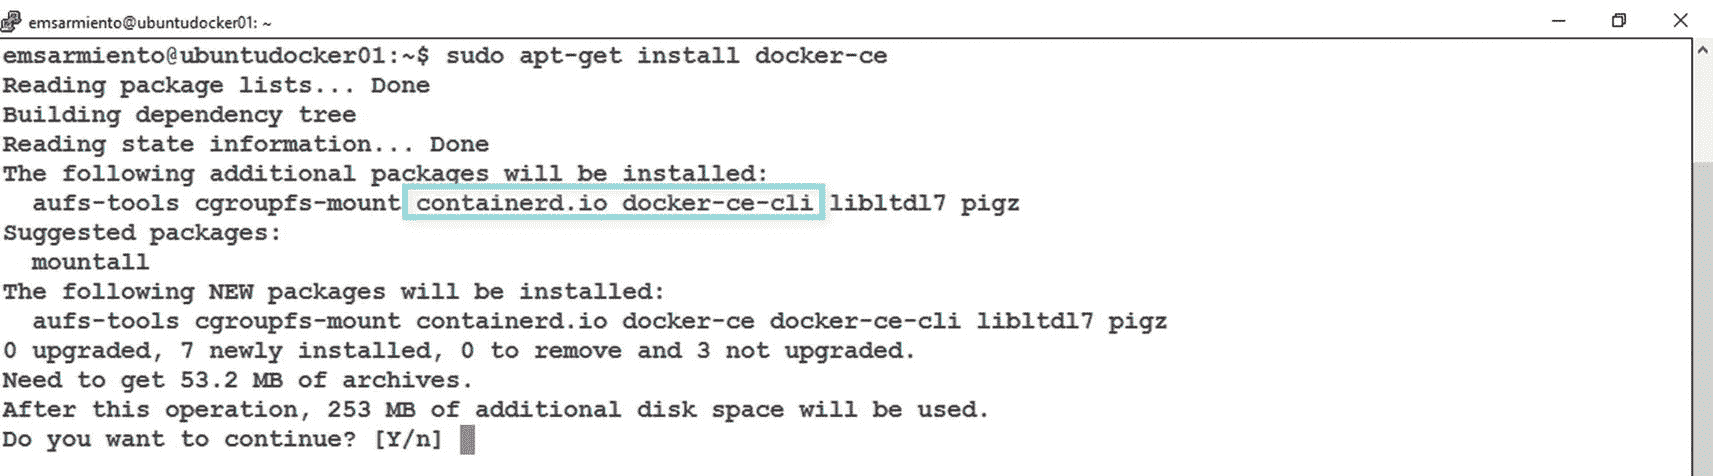 emsarmiento@ubuntudocker01: ~
emsarmiento@ubuntudocker01:~$ sudo apt-get install docker-ce
Reading package lists... Done
Building dependency tree
Reading state information... Done
The following additional packages will be installed:
aufs-tools cgroupfs-mount containerd.io docker-ce-cli libltdl7 pigz
Suggested packages:
mountall
The following NEW packages will be installed:
aufs-tools cgroupfs-mount containerd.io docker-ce docker-ce-cli libltdl7 pigz
0 upgraded, 7 newly installed, 0 to remove and 3 not upgraded.
Need to get 53.2 MB of archives.
After this operation, 253 MB of additional disk space will be used.
Do you want to continue? [Y/n]